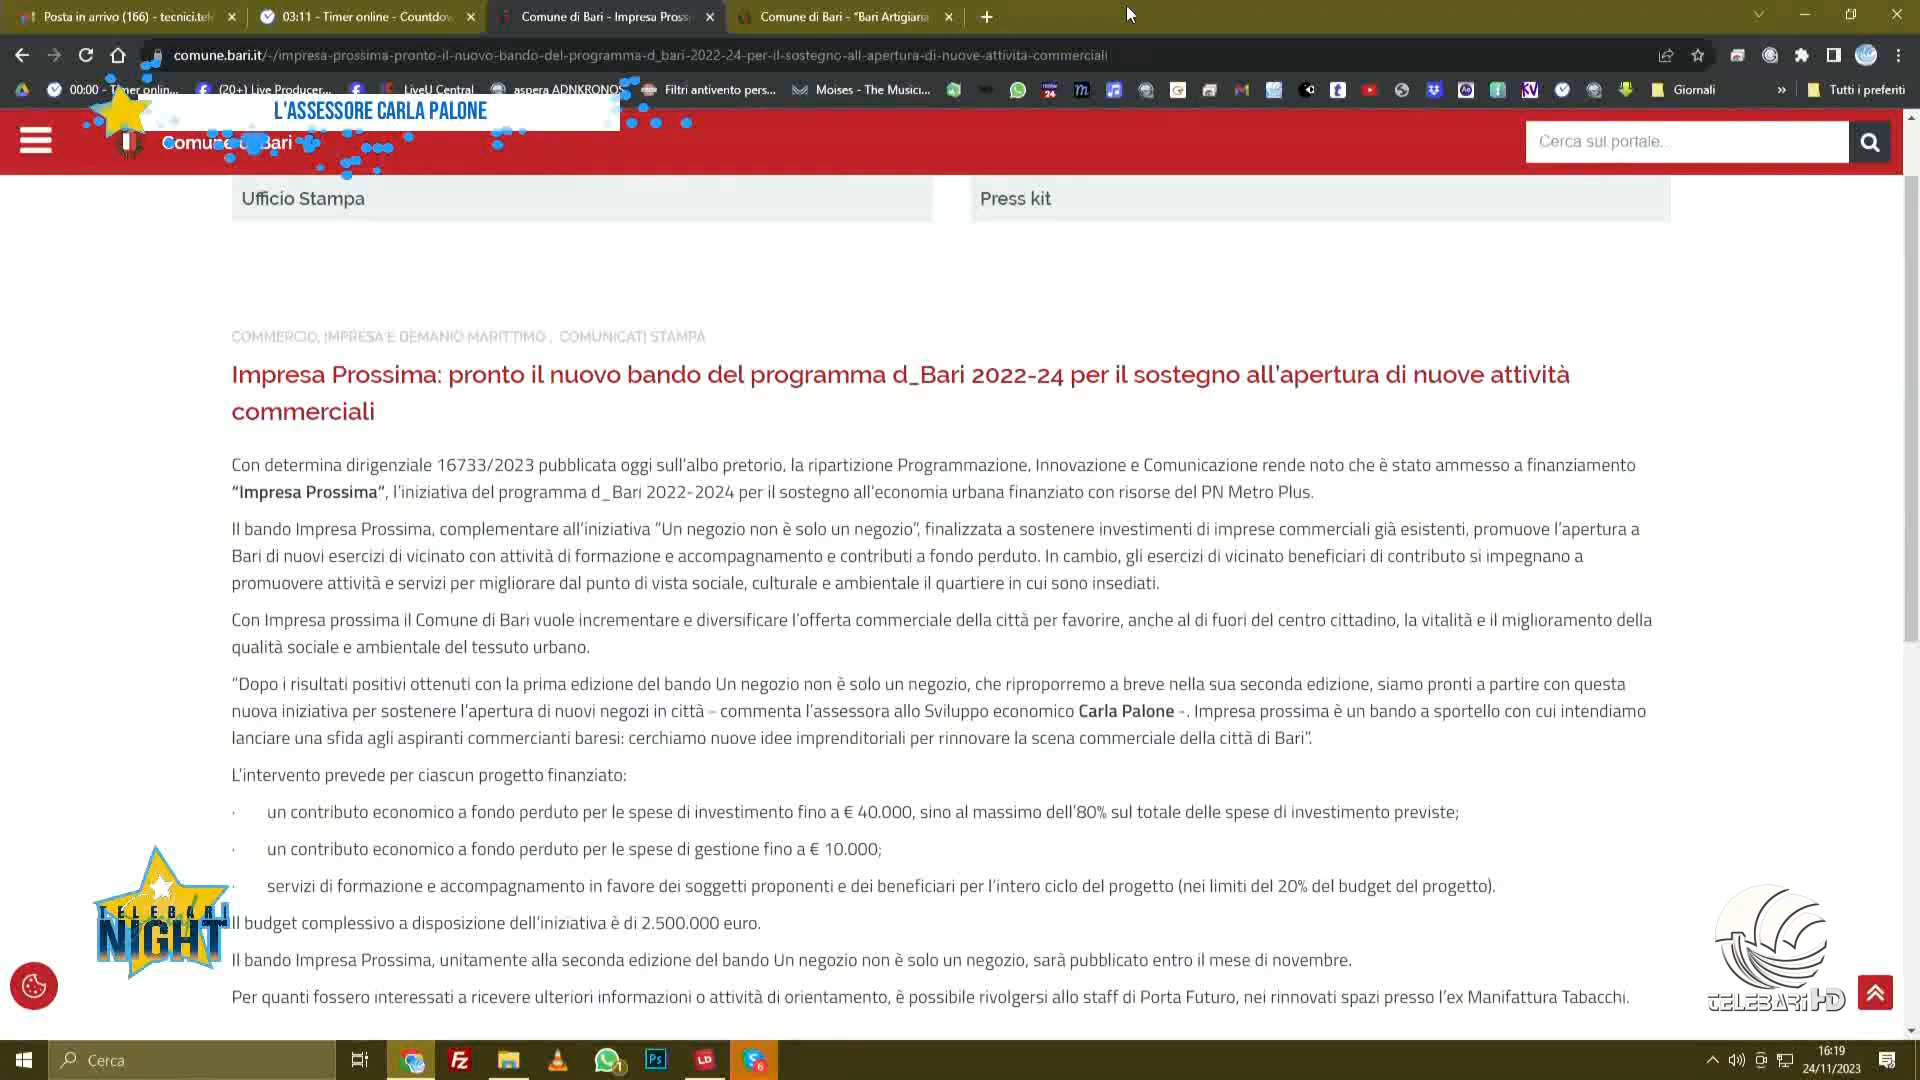 Posta in arrivo (166) - tecnici.tel
03:11 - Timer online - Countdow
Comune di Bari - Impresa Pross
Comune di Bari - "Bari Artigiana
comune.bari.it/-/impresa-prossima-pronto-il-nuovo-bando-del-programma-d_bari-2022-24-per-il-sostegno-all-apertura-di-nuove-attivita-commerciali
00:00 - Timer onlin...
(20+) Live Producer...
LiveU Central
aspera ADNKRONOS
Filtri antivento pers...
Moises - The Musici...
Giornali
»
Tutti i preferiti
L'ASSESSORE CARLA PALONE
Comune di Bari
Cerca sul portale...
Ufficio Stampa
Press kit
COMMERCIO, IMPRESA E DEMANIO MARITTIMO , COMUNICATI STAMPA
Impresa Prossima: pronto il nuovo bando del programma d_Bari 2022-24 per il sostegno all'apertura di nuove attività
commerciali
Con determina dirigenziale 16733/2023 pubblicata oggi sull'albo pretorio, la ripartizione Programmazione, Innovazione e Comunicazione rende noto che è stato ammesso a finanziamento
"Impresa Prossima", l'iniziativa del programma d_Bari 2022-2024 per il sostegno all'economia urbana finanziato con risorse del PN Metro Plus.
Il bando Impresa Prossima, complementare all'iniziativa "Un negozio non è solo un negozio", finalizzata a sostenere investimenti di imprese commerciali già esistenti, promuove l'apertura a
Bari di nuovi esercizi di vicinato con attività di formazione e accompagnamento e contributi a fondo perduto. In cambio, gli esercizi di vicinato beneficiari di contributo si impegnano a
promuovere attività e servizi per migliorare dal punto di vista sociale, culturale e ambientale il quartiere in cui sono insediati.
Con Impresa prossima il Comune di Bari vuole incrementare e diversificare l'offerta commerciale della città per favorire, anche al di fuori del centro cittadino, la vitalità e il miglioramento della
qualità sociale e ambientale del tessuto urbano.
"Dopo i risultati positivi ottenuti con la prima edizione del bando Un negozio non è solo un negozio, che riproporremo a breve nella sua seconda edizione, siamo pronti a partire con questa
nuova iniziativa per sostenere l'apertura di nuovi negozi in città - commenta l'assessora allo Sviluppo economico Carla Palone -. Impresa prossima è un bando a sportello con cui intendiamo
lanciare una sfida agli aspiranti commercianti baresi: cerchiamo nuove idee imprenditoriali per rinnovare la scena commerciale della città di Bari".
L'intervento prevede per ciascun progetto finanziato:
· un contributo economico a fondo perduto per le spese di investimento fino a € 40.000, sino al massimo dell'80% sul totale delle spese di investimento previste;
· un contributo economico a fondo perduto per le spese di gestione fino a € 10.000;
· servizi di formazione e accompagnamento in favore dei soggetti proponenti e dei beneficiari per l'intero ciclo del progetto (nei limiti del 20% del budget del progetto).
Il budget complessivo a disposizione dell'iniziativa è di 2.500.000 euro.
Il bando Impresa Prossima, unitamente alla seconda edizione del bando Un negozio non è solo un negozio, sarà pubblicato entro il mese di novembre.
Per quanti fossero interessati a ricevere ulteriori informazioni o attività di orientamento, è possibile rivolgersi allo staff di Porta Futuro, nei rinnovati spazi presso l'ex Manifattura Tabacchi.
TELEBARI
NIGHT
TELEBARI HD
Cerca
16:19
24/11/2023